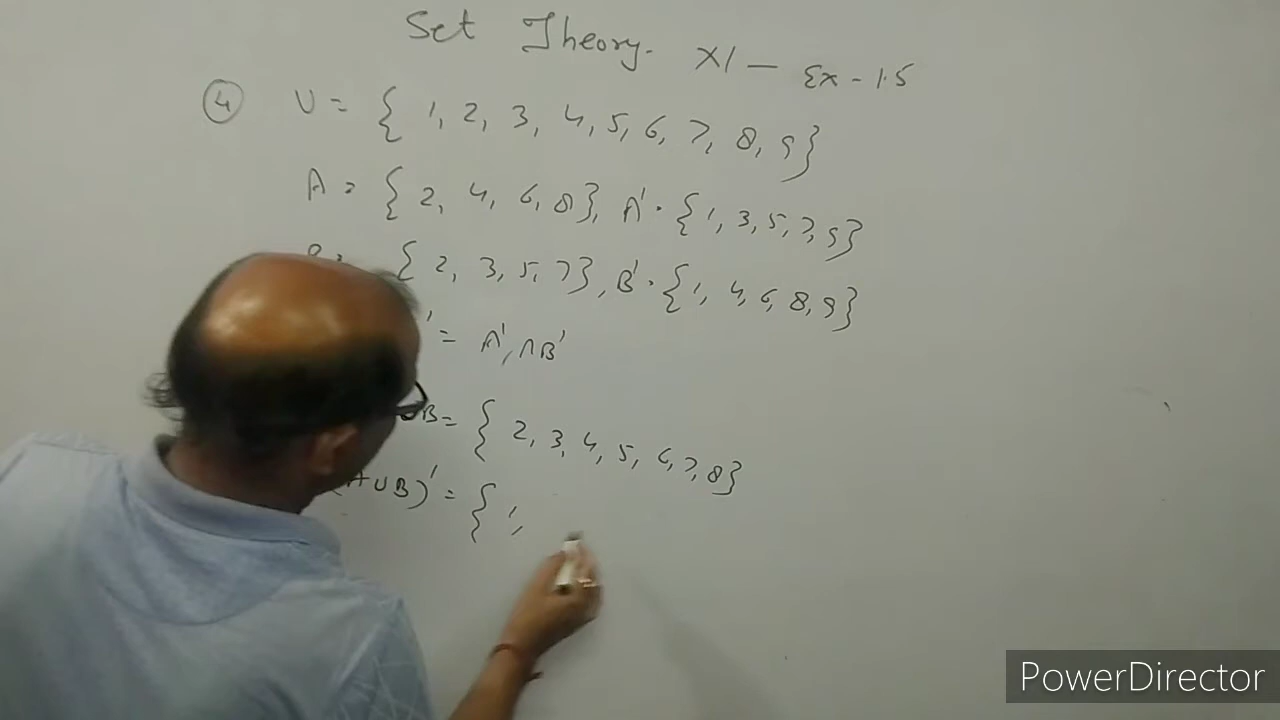 Set Theory. XI - Ex - 1.5
4 U = { 1, 2, 3, 4, 5, 6, 7, 8, 9}
A = { 2, 4, 6, 8}, A' = { 1, 3, 5, 7, 9}
{ 2, 3, 5, 7}, B' = { 1, 4, 6, 8, 9}
' = A' ∩ B'
∪B = { 2, 3, 4, 5, 6, 7, 8}
(A∪B)' = { 1,
PowerDirector